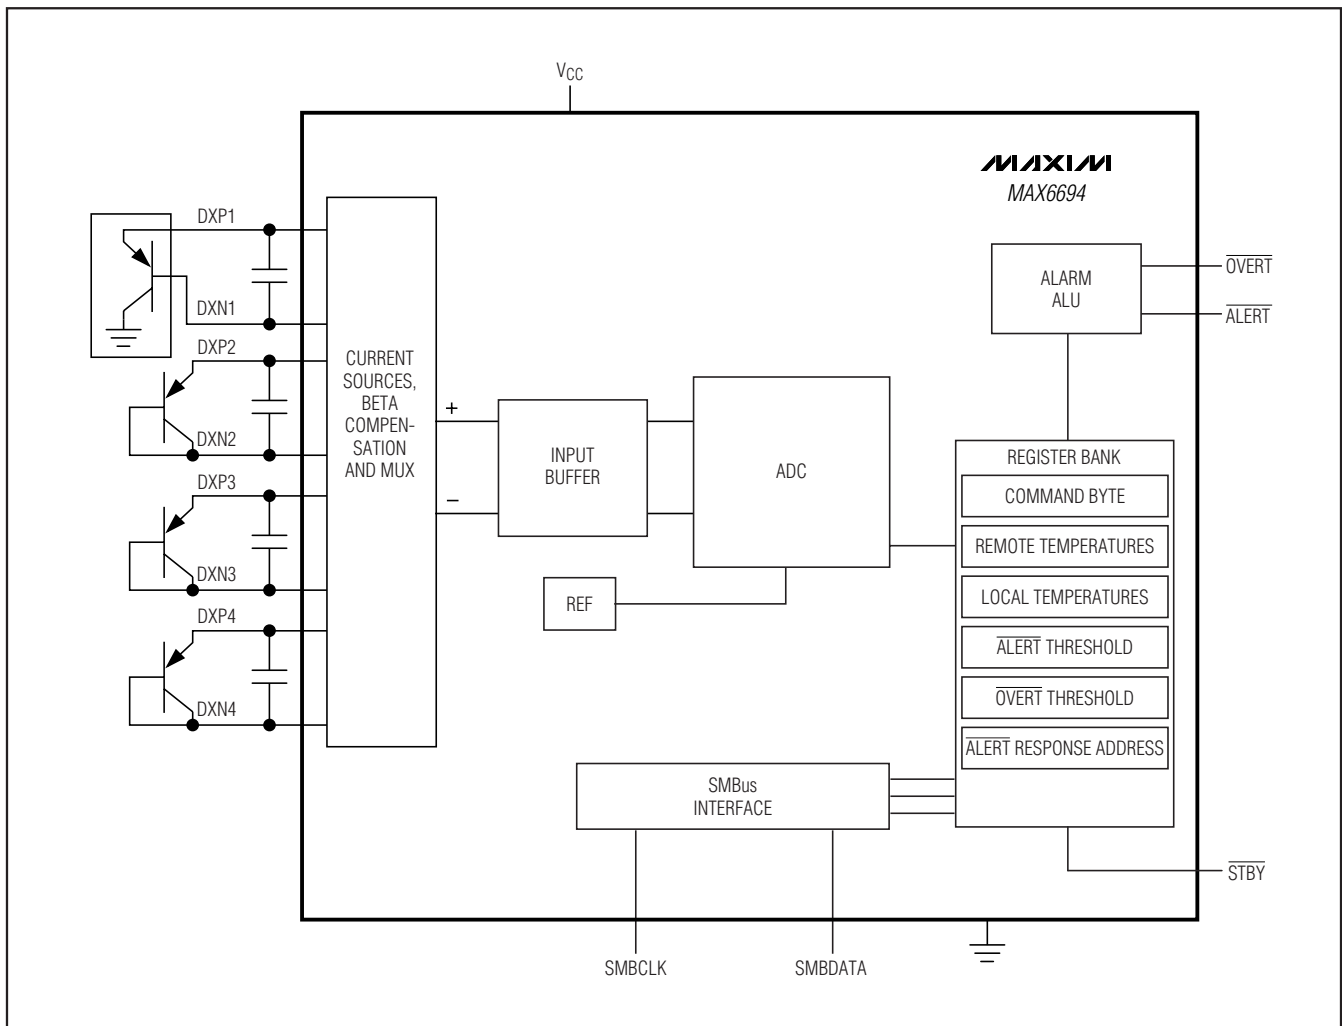 VCC
MAXIM
MAX6694
DXP1
DXN1
DXP2
DXN2
DXP3
DXN3
DXP4
DXN4
CURRENT
SOURCES,
BETA
COMPEN-
SATION
AND MUX
+
−
INPUT
BUFFER
ADC
REF
ALARM
ALU
OVERT
ALERT
REGISTER BANK
COMMAND BYTE
REMOTE TEMPERATURES
LOCAL TEMPERATURES
ALERT THRESHOLD
OVERT THRESHOLD
ALERT RESPONSE ADDRESS
SMBus
INTERFACE
STBY
SMBCLK
SMBDATA